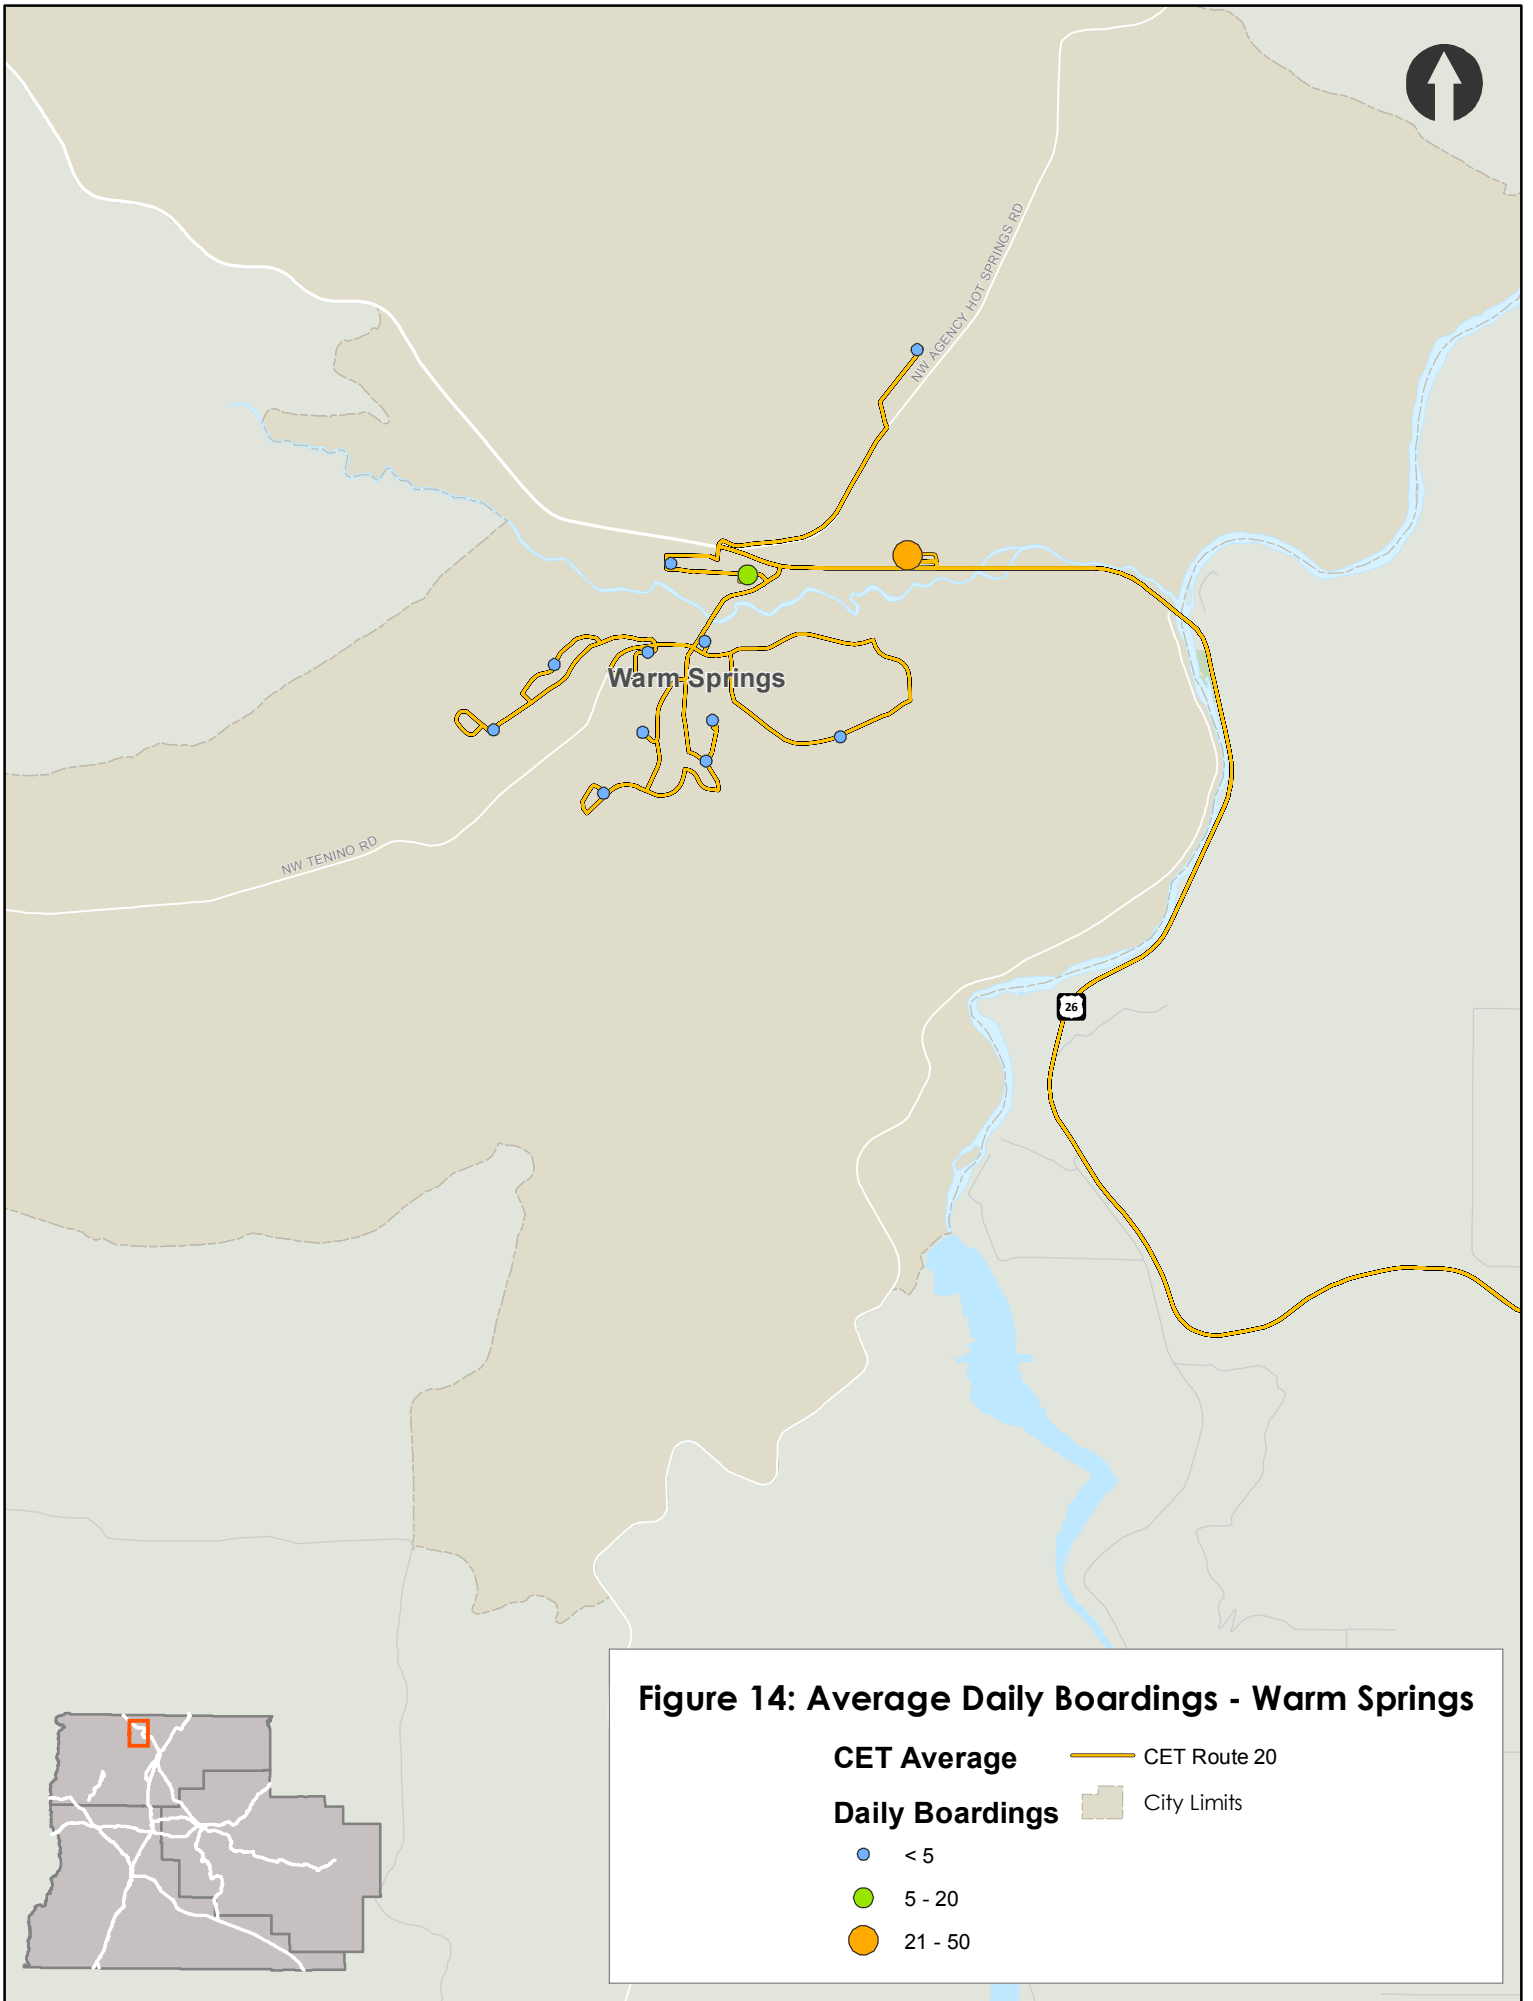 NW AGENCY HOT SPRINGS RD
Warm Springs
NW TENINO RD
26
Figure 14: Average Daily Boardings - Warm Springs
CET Average
Daily Boardings
< 5
5 - 20
21 - 50
CET Route 20
City Limits